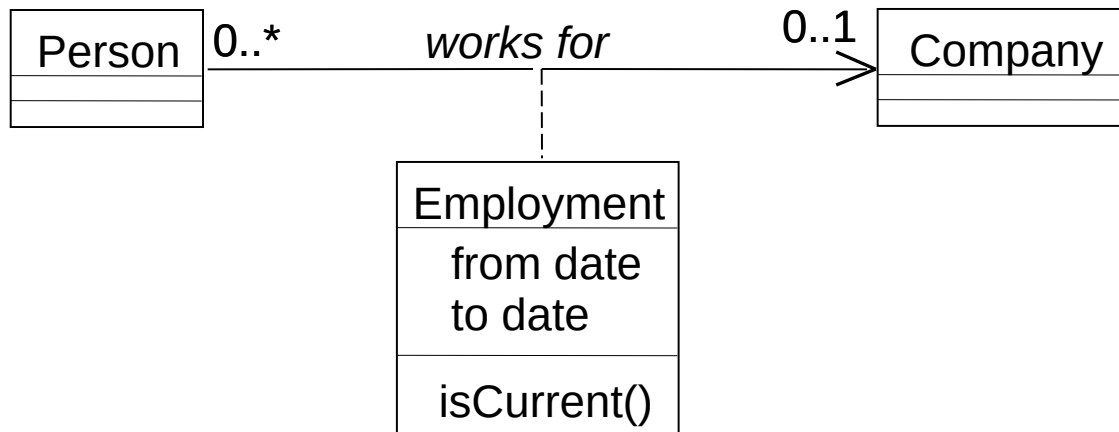 Person 0..* works for 0..1 Company
Employment
from date
to date
isCurrent()